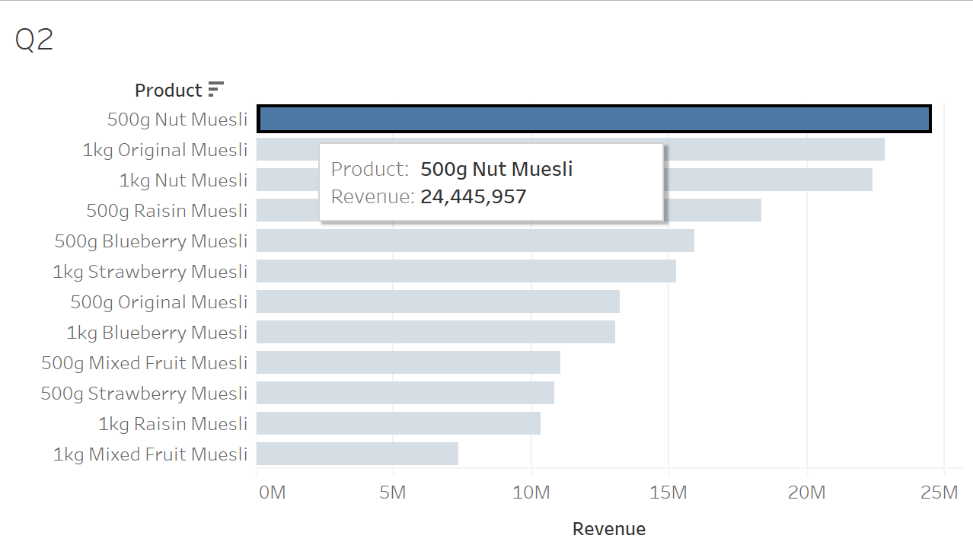 Q2
Product
500g Nut Muesli
1kg Original Muesli
1kg Nut Muesli
500g Raisin Muesli
500g Blueberry Muesli
1kg Strawberry Muesli
500g Original Muesli
1kg Blueberry Muesli
500g Mixed Fruit Muesli
500g Strawberry Muesli
1kg Raisin Muesli
1kg Mixed Fruit Muesli
Product: 500g Nut Muesli
Revenue: 24,445,957
0M 5M 10M 15M 20M 25M
Revenue